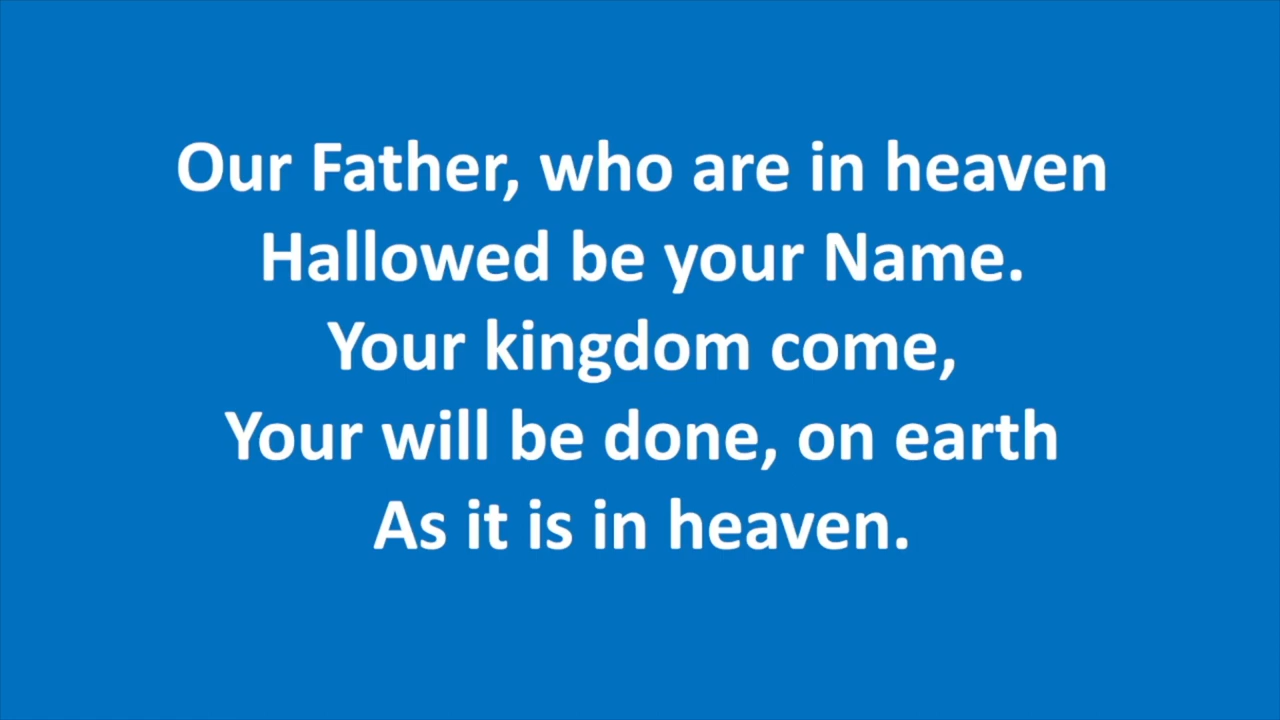 Our Father, who are in heaven
Hallowed be your Name.
Your kingdom come,
Your will be done, on earth
As it is in heaven.